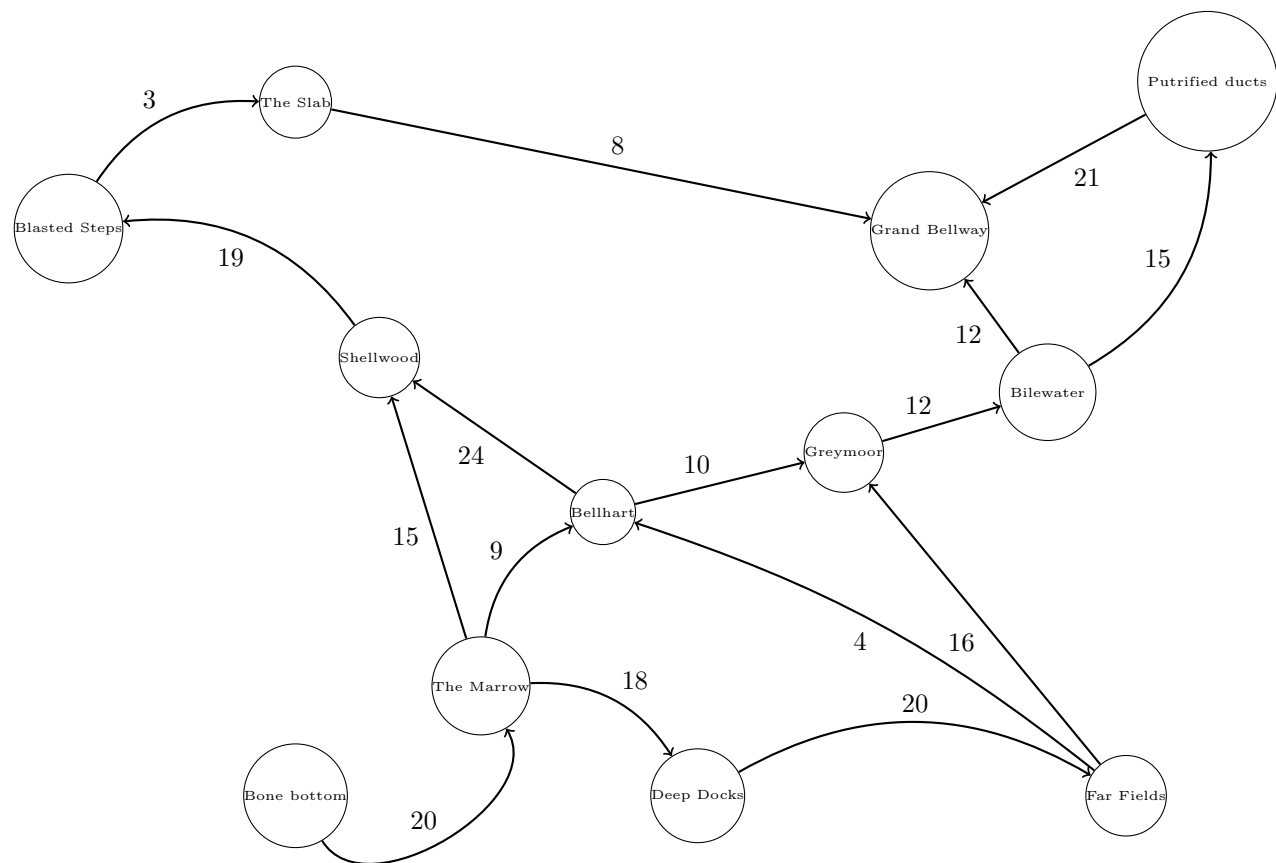 Putrified ducts
3
The Slab
8
21
Blasted Steps
Grand Bellway
19
15
12
Shellwood
Bilewater
12
24
Greymoor
10
Bellhart
15
9
4
16
18
The Marrow
20
Bone bottom
20
Deep Docks
Far Fields